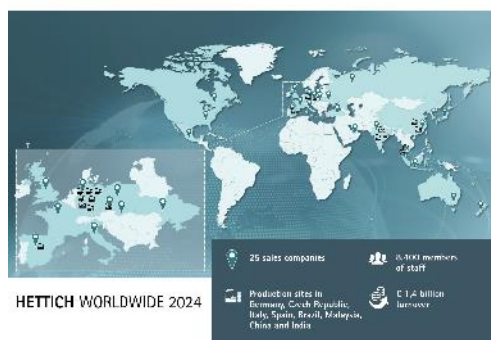 25 sales companies
8,400 members
of staff
Production sites in
Germany, Czech Republic,
Italy, Spain, Brazil, Malaysia,
China and India
€ 1,4 billion
turnover
HETTICH WORLDWIDE 2024